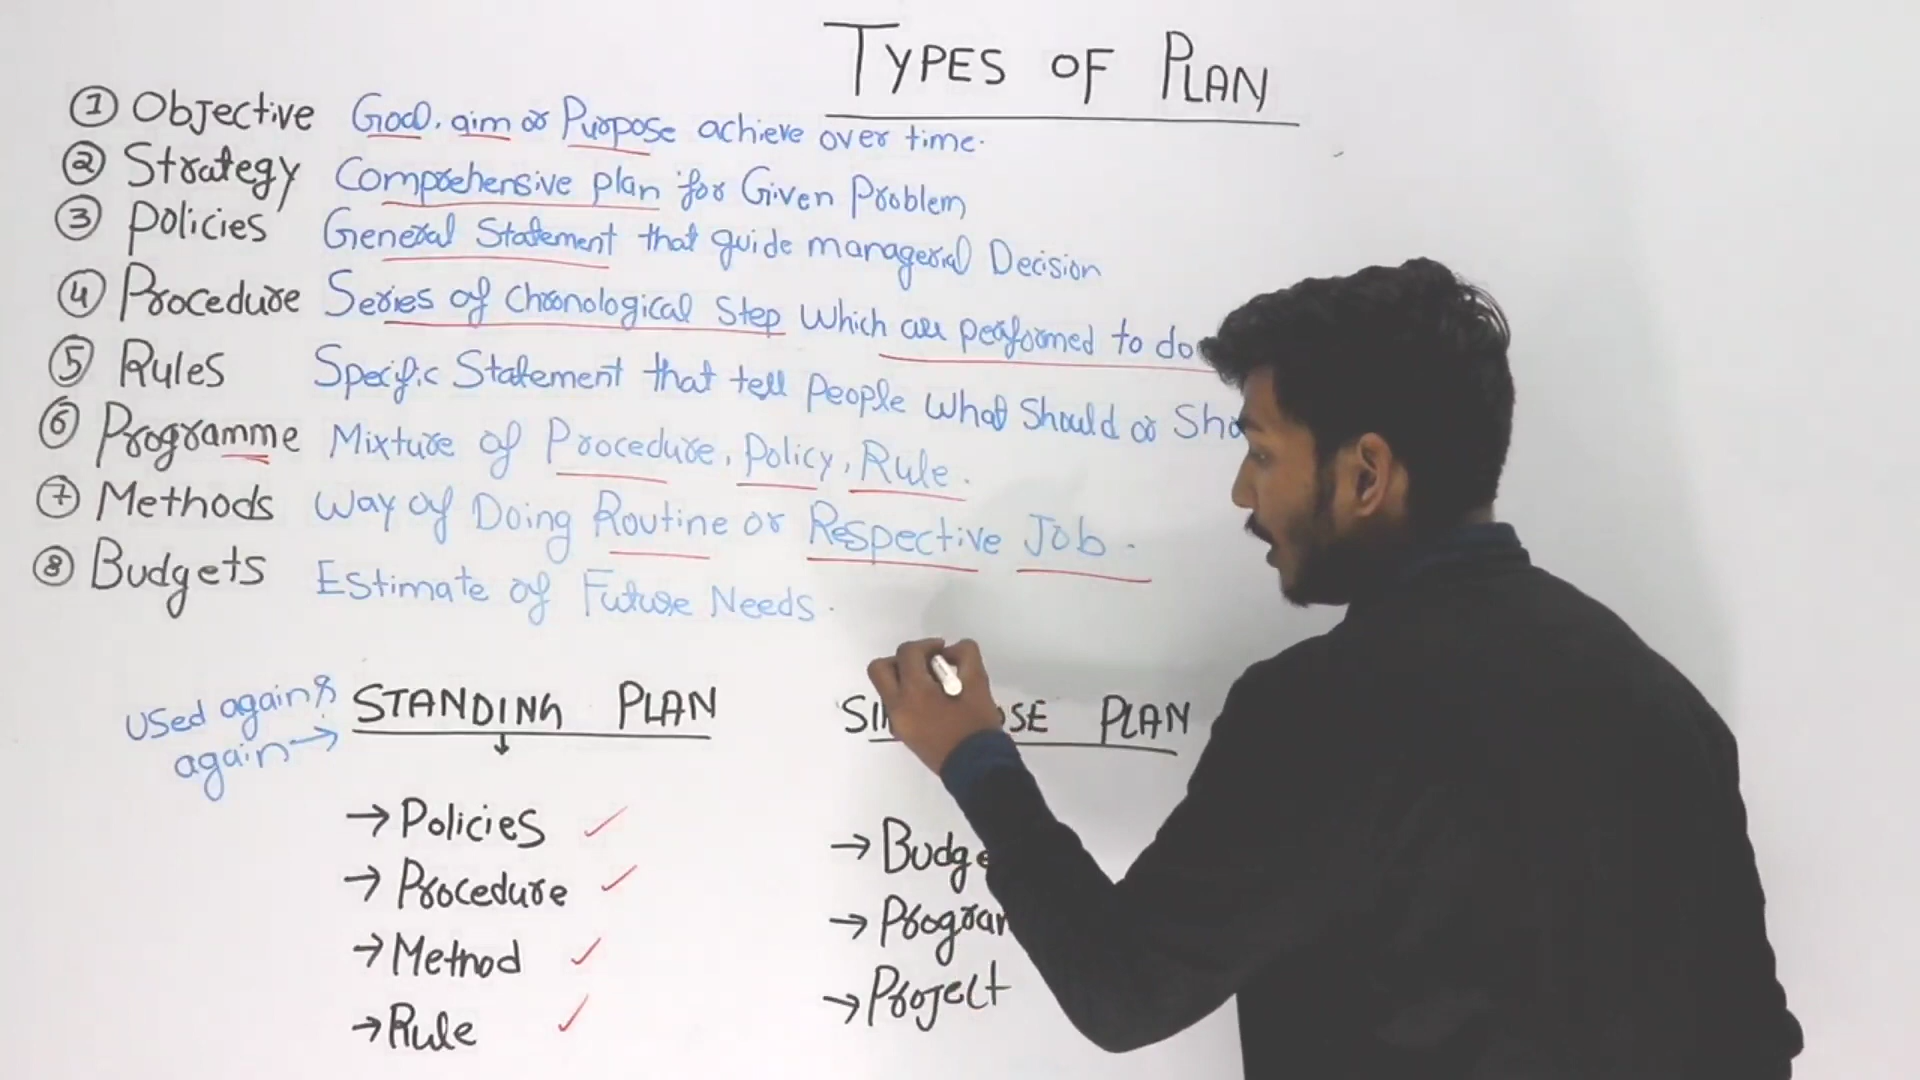 TYPES OF PLAN
① Objective Goal, aim or Purpose achieve over time.
② Strategy Comprehensive plan for Given Problem
③ Policies General Statement that guide managerial Decision
④ Procedure Series of Chronological Step which are performed to do
⑤ Rules Specific Statement that tell People what Should or
⑥ Programme Mixture of Procedure, Policy, Rule.
⑦ Methods Way of Doing Routine or Respective Job.
⑧ Budgets Estimate of Future Needs.
Used again &
again →
STANDING PLAN
→ Policies ✓
→ Procedure ✓
→ Method ✓
→ Rule ✓
PLAN
→ Project